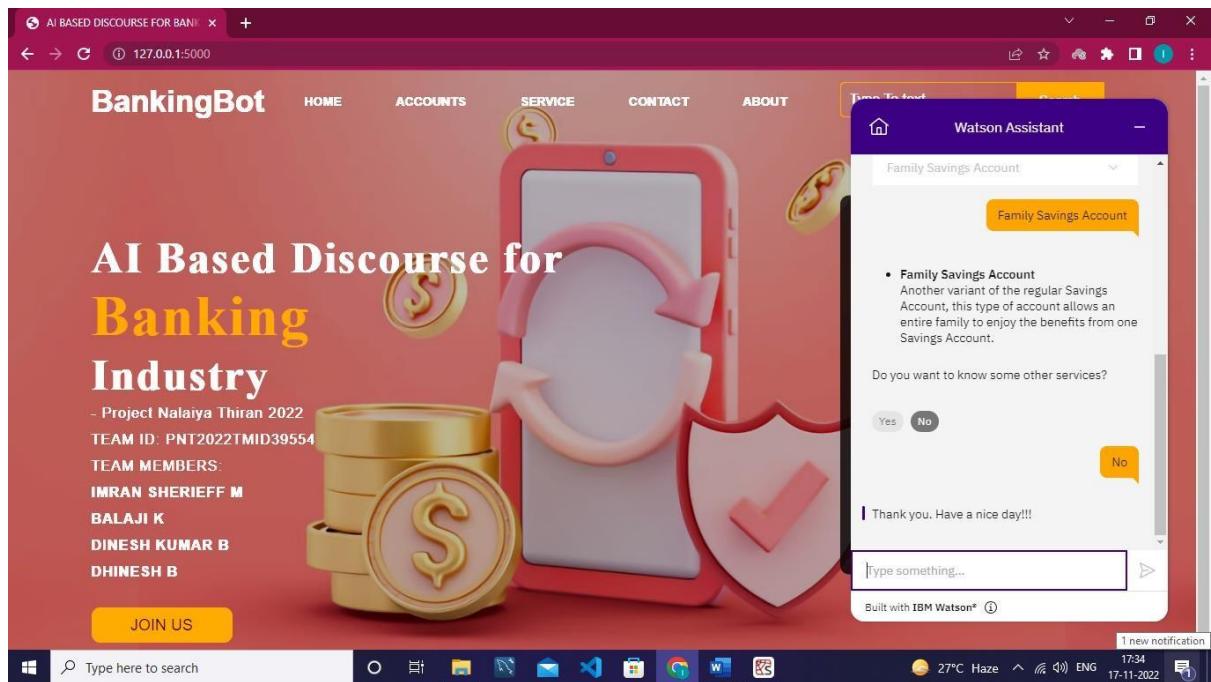 AI BASED DISCOURSE FOR BANK
127.0.0.1:5000
BankingBot HOME ACCOUNTS SERVICE CONTACT ABOUT
AI Based Discourse for
Banking
Industry
- Project Nalaiya Thiran 2022
TEAM ID: PNT2022TMID39554
TEAM MEMBERS:
IMRAN SHERIEFF M
BALAJI K
DINESH KUMAR B
DHINESH B
JOIN US
Type To text Search
Watson Assistant
Family Savings Account
Family Savings Account
• Family Savings Account
Another variant of the regular Savings
Account, this type of account allows an
entire family to enjoy the benefits from one
Savings Account.
Do you want to know some other services?
Yes No
No
Thank you. Have a nice day!!!
Type something...
Built with IBM Watson®
1 new notification
Type here to search
27°C Haze ENG 17:34
17-11-2022